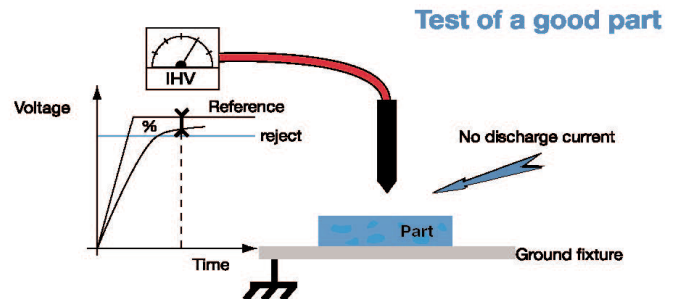 Test of a good part
IHV
Voltage
Reference
%
reject
No discharge current
Part
Ground fixture
Time